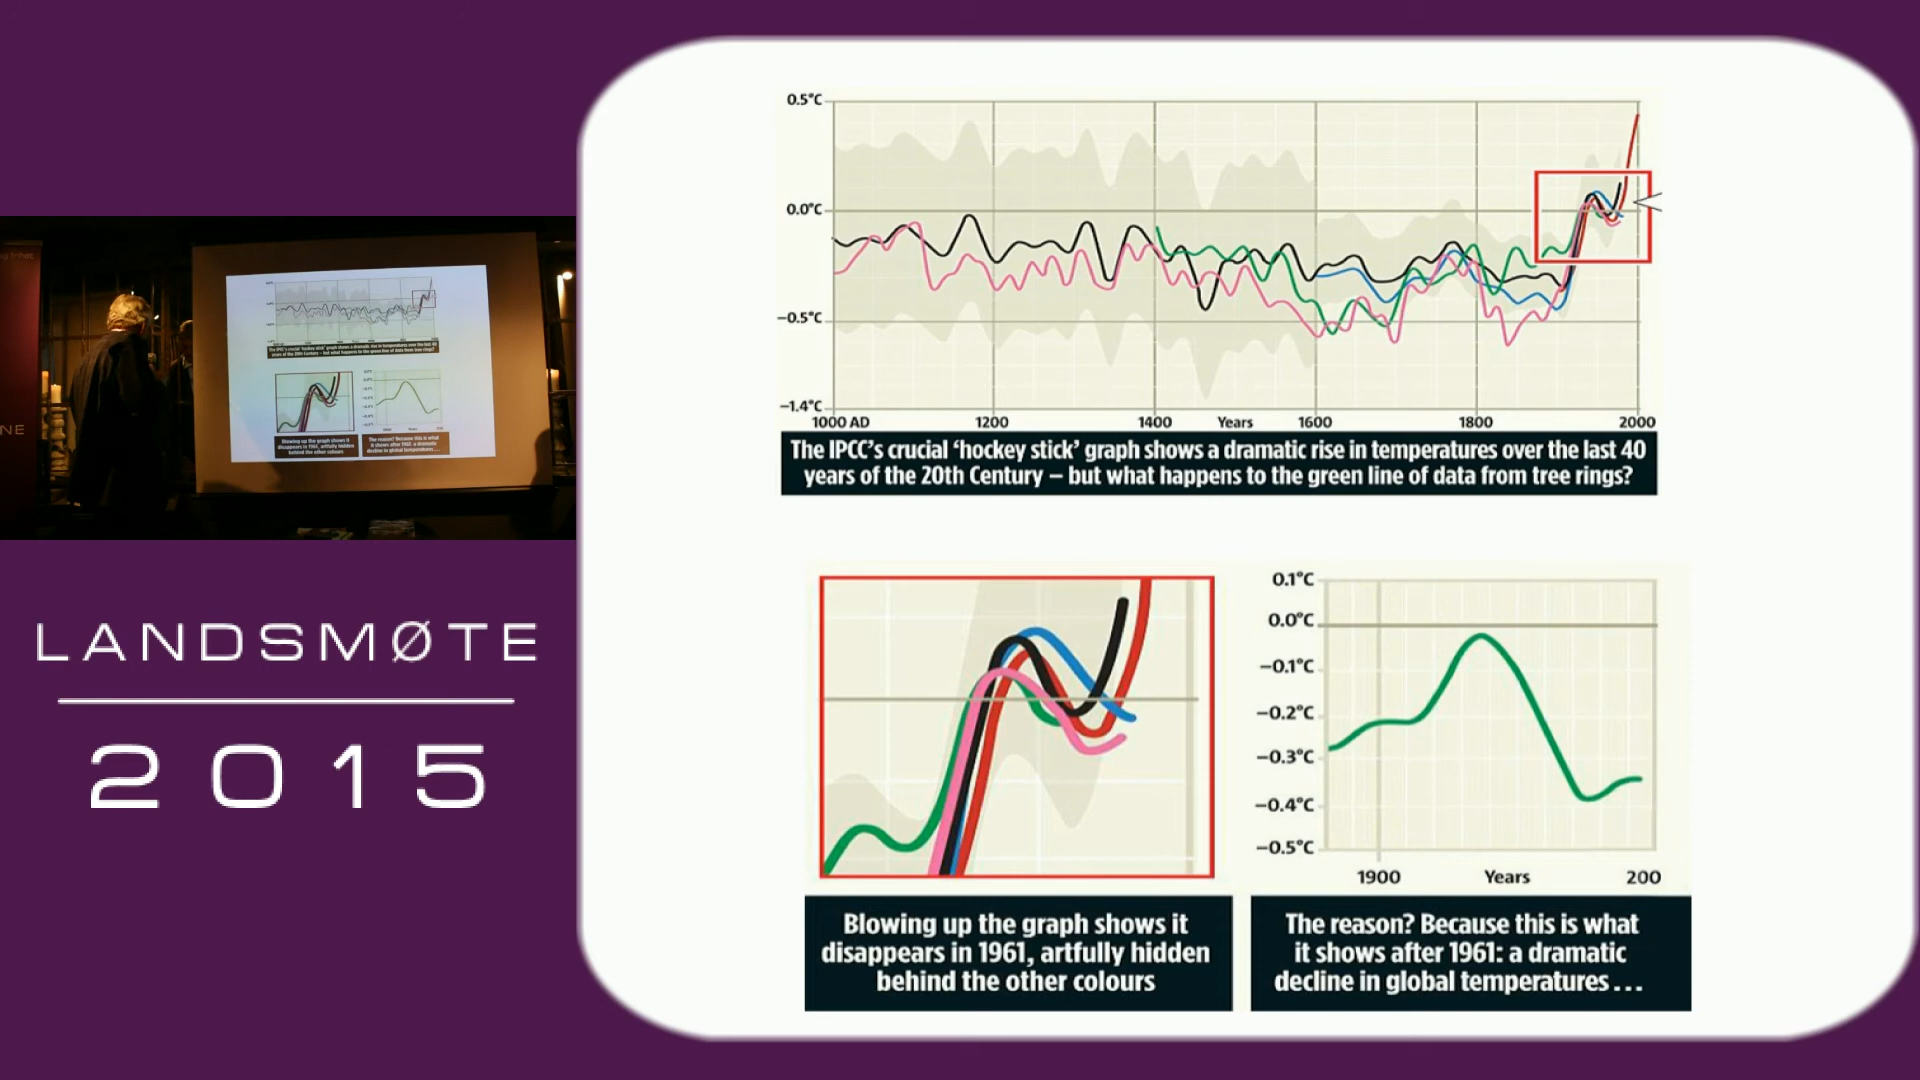 0.5°C
0.0°C
−0.5°C
−1.4°C
1000 AD 1200 1400 Years 1600 1800 2000
The IPCC's crucial ‘hockey stick’ graph shows a dramatic rise in temperatures over the last 40
years of the 20th Century – but what happens to the green line of data from tree rings?
LANDSMØTE
2015
Blowing up the graph shows it
disappears in 1961, artfully hidden
behind the other colours
0.1°C
0.0°C
−0.1°C
−0.2°C
−0.3°C
−0.4°C
−0.5°C
1900 Years 200
The reason? Because this is what
it shows after 1961: a dramatic
decline in global temperatures...